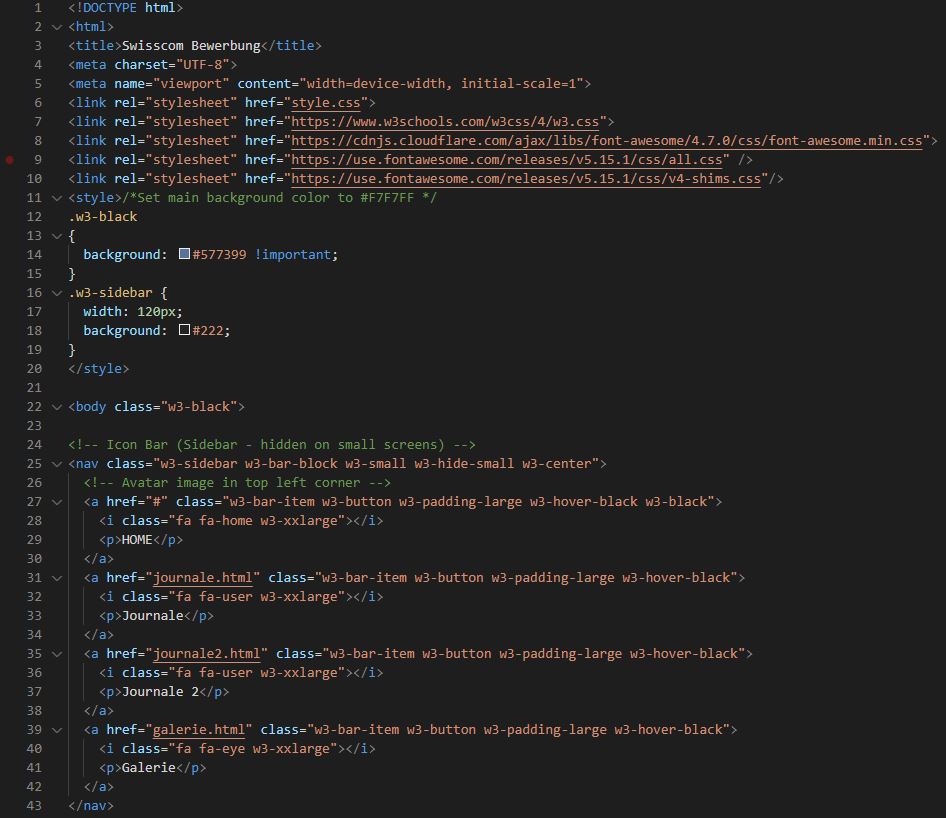 1 <!DOCTYPE html>
2 <html>
3 <title>Swisscom Bewerbung</title>
4 <meta charset="UTF-8">
5 <meta name="viewport" content="width=device-width, initial-scale=1">
6 <link rel="stylesheet" href="style.css">
7 <link rel="stylesheet" href="https://www.w3schools.com/w3css/4/w3.css">
8 <link rel="stylesheet" href="https://cdnjs.cloudflare.com/ajax/libs/font-awesome/4.7.0/css/font-awesome.min.css">
9 <link rel="stylesheet" href="https://use.fontawesome.com/releases/v5.15.1/css/all.css" />
10 <link rel="stylesheet" href="https://use.fontawesome.com/releases/v5.15.1/css/v4-shims.css"/>
11 <style>/*Set main background color to #F7F7FF */
12 .w3-black
13 {
14   background: #577399 !important;
15 }
16 .w3-sidebar {
17   width: 120px;
18   background: #222;
19 }
20 </style>
21
22 <body class="w3-black">
23
24 <!-- Icon Bar (Sidebar - hidden on small screens) -->
25 <nav class="w3-sidebar w3-bar-block w3-small w3-hide-small w3-center">
26   <!-- Avatar image in top left corner -->
27   <a href="#" class="w3-bar-item w3-button w3-padding-large w3-hover-black w3-black">
28     <i class="fa fa-home w3-xxlarge"></i>
29     <p>HOME</p>
30   </a>
31   <a href="journale.html" class="w3-bar-item w3-button w3-padding-large w3-hover-black">
32     <i class="fa fa-user w3-xxlarge"></i>
33     <p>Journale</p>
34   </a>
35   <a href="journale2.html" class="w3-bar-item w3-button w3-padding-large w3-hover-black">
36     <i class="fa fa-user w3-xxlarge"></i>
37     <p>Journale 2</p>
38   </a>
39   <a href="galerie.html" class="w3-bar-item w3-button w3-padding-large w3-hover-black">
40     <i class="fa fa-eye w3-xxlarge"></i>
41     <p>Galerie</p>
42   </a>
43 </nav>